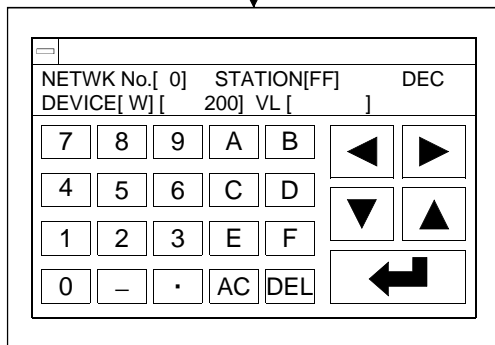 NETWK No.[ 0] STATION[FF] DEC
DEVICE[ W] [ 200] VL [ ]
7 8 9 A B
4 5 6 C D
1 2 3 E F
0 – · AC DEL